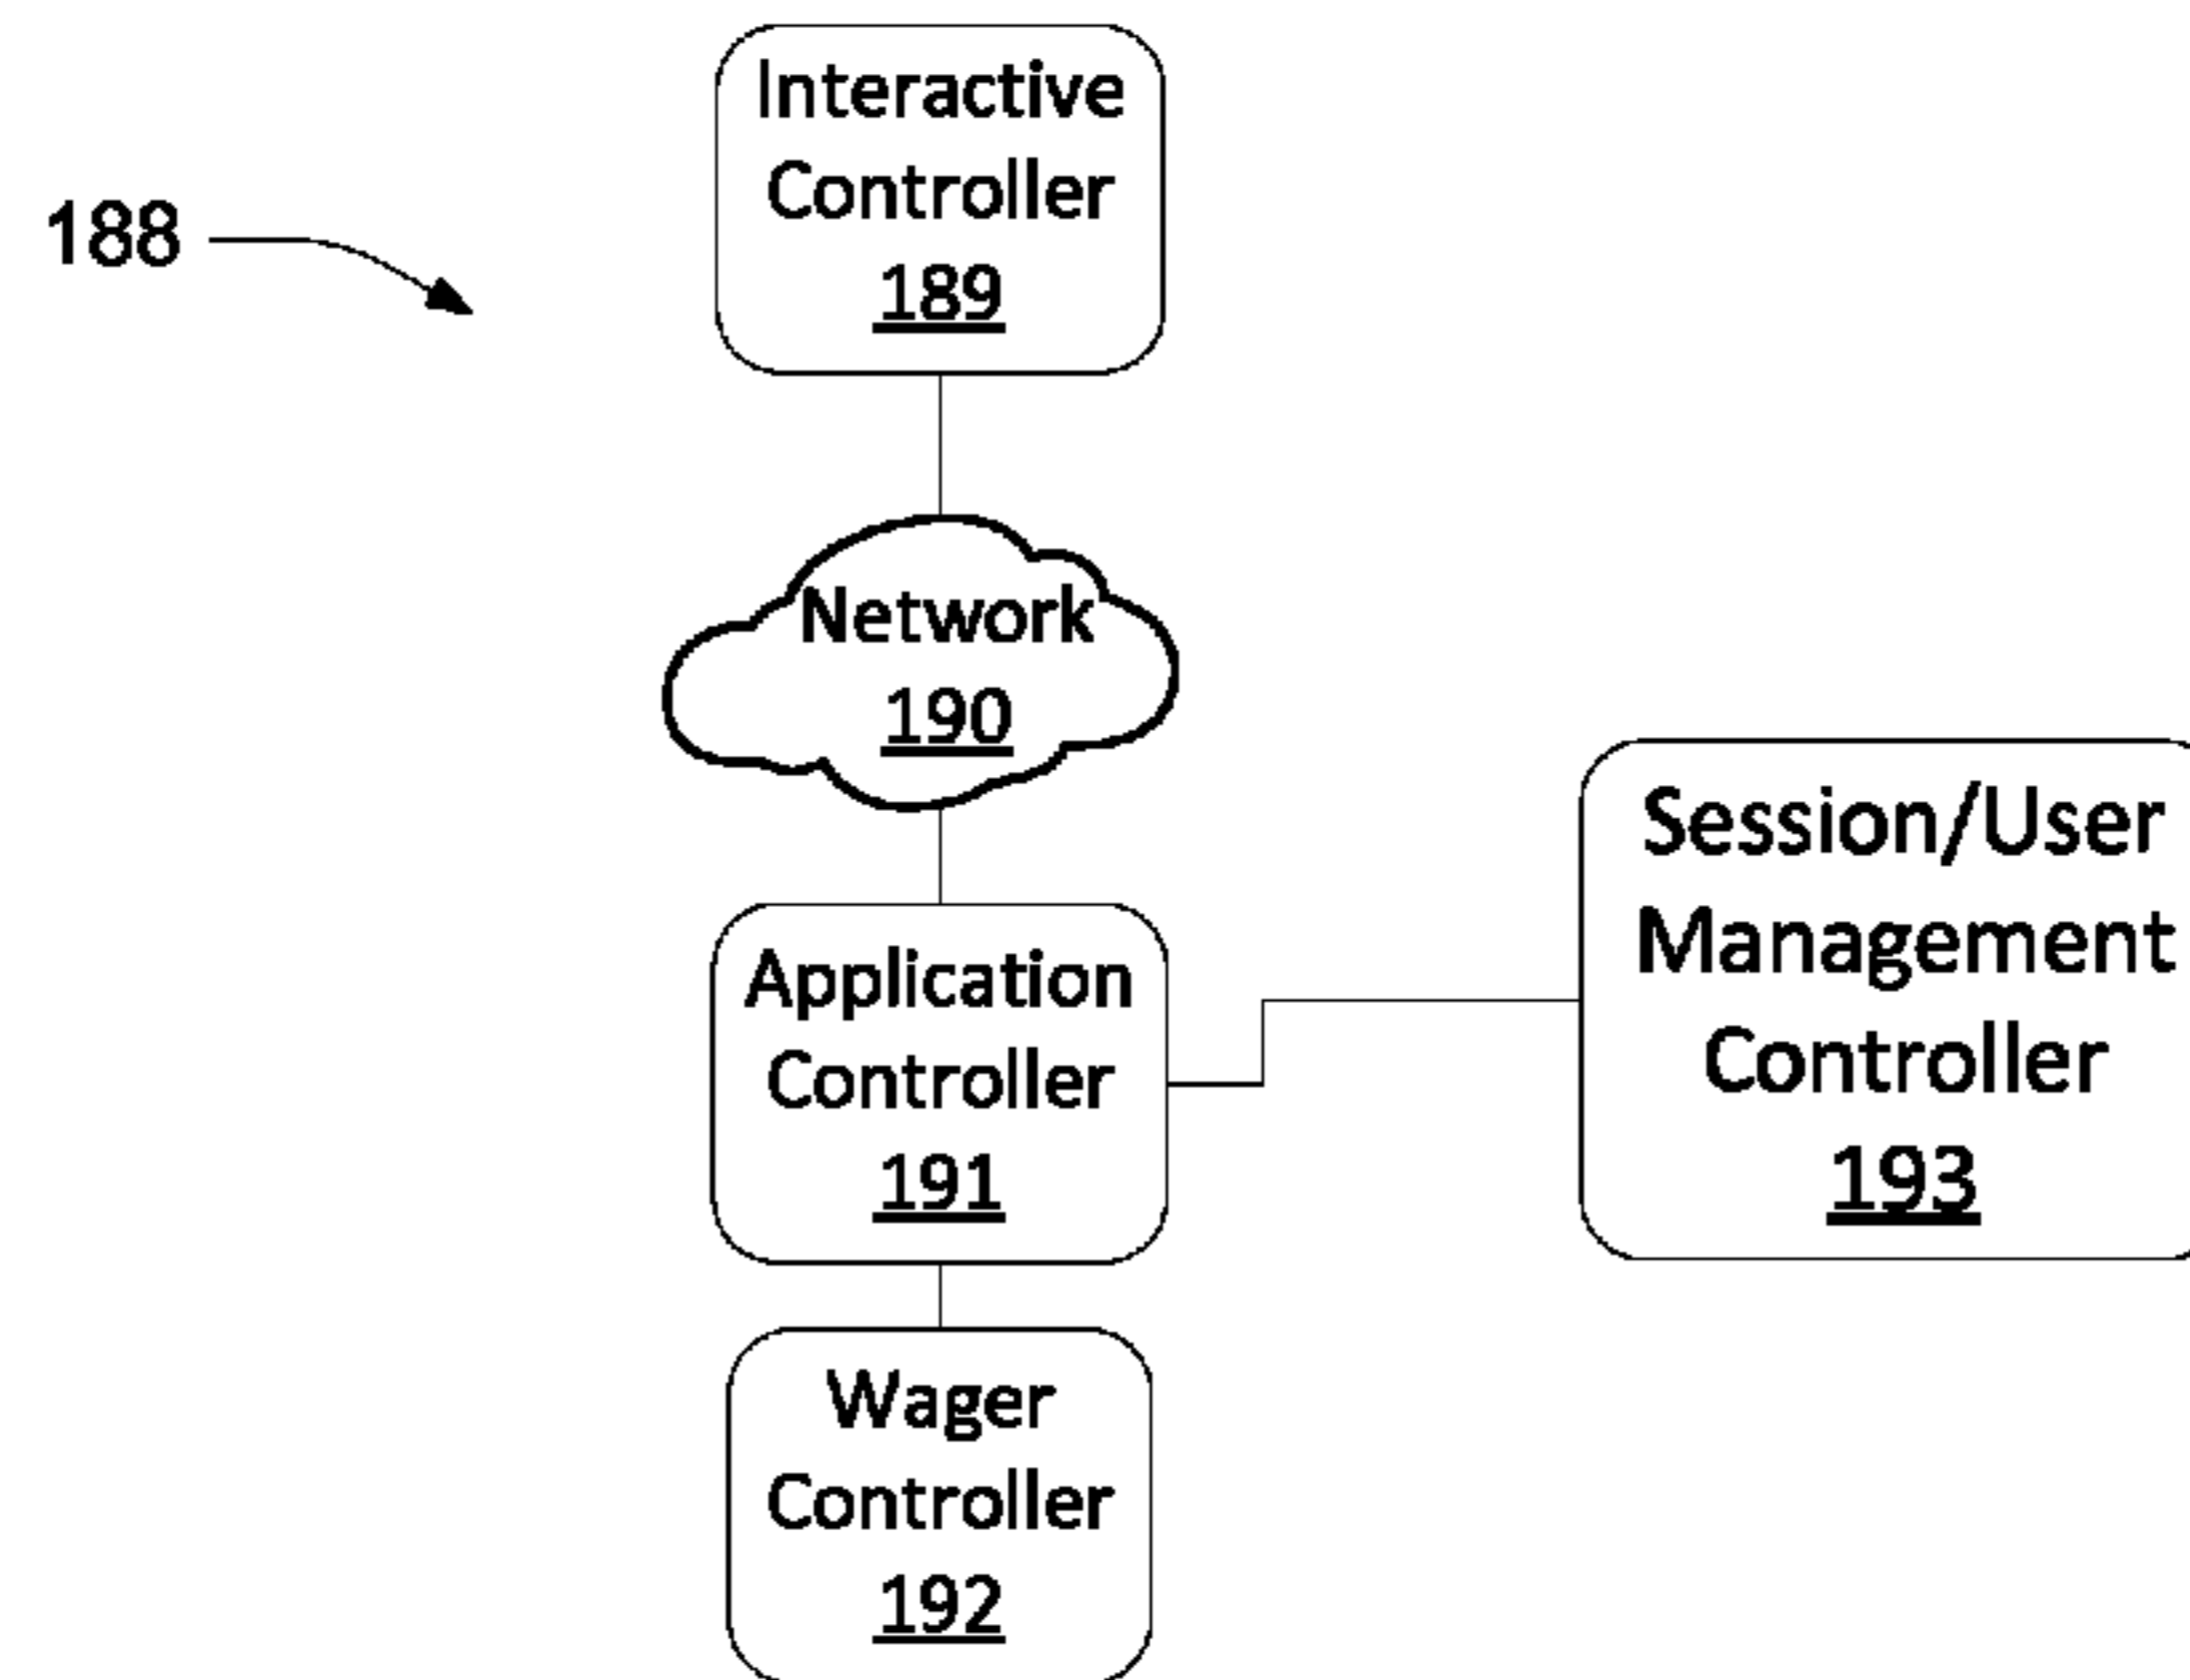 Interactive
Controller
189
188
Network
190
Application
Controller
191
Session/User
Management
Controller
193
Wager
Controller
192